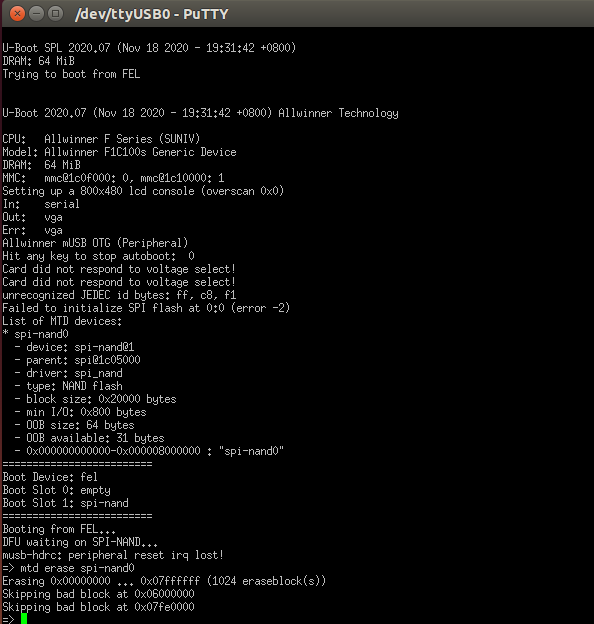 /dev/ttyUSB0 - PuTTY
U-Boot SPL 2020.07 (Nov 18 2020 - 19:31:42 +0800)
DRAM: 64 MiB
Trying to boot from FEL
U-Boot 2020.07 (Nov 18 2020 - 19:31:42 +0800) Allwinner Technology
CPU:   Allwinner F Series (SUNIV)
Model: Allwinner F1C100s Generic Device
DRAM:  64 MiB
MMC:   mmc@1c0f000: 0, mmc@1c10000: 1
Setting up a 800x480 lcd console (overscan 0x0)
In:    serial
Out:   vga
Err:   vga
Allwinner mUSB OTG (Peripheral)
Hit any key to stop autoboot:  0
Card did not respond to voltage select!
Card did not respond to voltage select!
unrecognized JEDEC id bytes: ff, c8, f1
Failed to initialize SPI flash at 0:0 (error -2)
List of MTD devices:
* spi-nand0
  - device: spi-nand@1
  - parent: spi@1c05000
  - driver: spi_nand
  - type: NAND flash
  - block size: 0x20000 bytes
  - min I/O: 0x800 bytes
  - OOB size: 64 bytes
  - OOB available: 31 bytes
  - 0x000000000000-0x000008000000 : "spi-nand0"
=========================
Boot Device: fel
Boot Slot 0: empty
Boot Slot 1: spi-nand
=========================
Booting from FEL...
DFU waiting on SPI-NAND...
musb-hdrc: peripheral reset irq lost!
=> mtd erase spi-nand0
Erasing 0x00000000 ... 0x07ffffff (1024 eraseblock(s))
Skipping bad block at 0x06000000
Skipping bad block at 0x07fe0000
=>